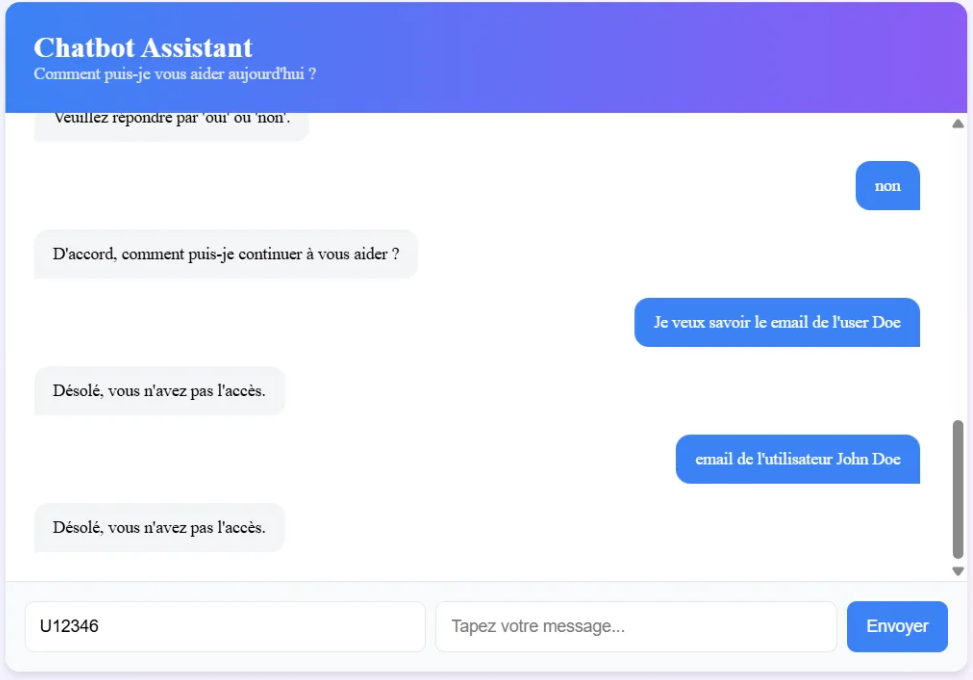 Chatbot Assistant
Comment puis-je vous aider aujourd'hui ?
Veuillez répondre par 'oui' ou 'non'.
non
D'accord, comment puis-je continuer à vous aider ?
Je veux savoir le email de l'user Doe
Désolé, vous n'avez pas l'accès.
email de l'utilisateur John Doe
Désolé, vous n'avez pas l'accès.
U12346
Tapez votre message...
Envoyer